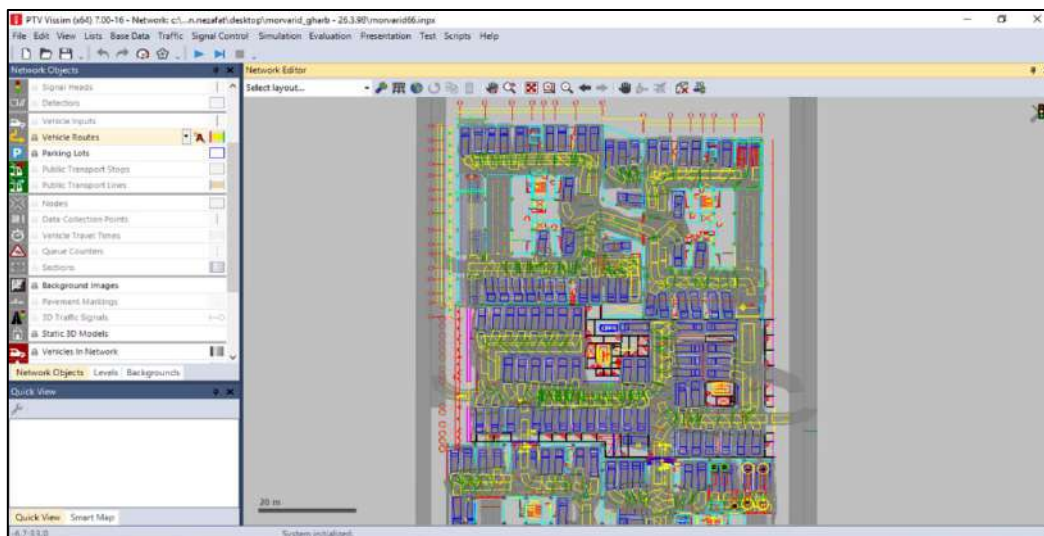 PTV Vissim (x64) 7.00-16 - Network: c:\...n.nezafat\desktop\morvarid_gharb - 26.3.98\morvarid66.inpx
File Edit View Lists Base Data Traffic Signal Control Simulation Evaluation Presentation Test Scripts Help
Network Objects
Network Editor
Select layout...
Signal Heads
Detectors
Vehicle Inputs
Vehicle Routes
Parking Lots
Public Transport Stops
Public Transport Lines
Nodes
Data Collection Points
Vehicle Travel Times
Queue Counters
Sections
Background Images
Pavement Markings
3D Traffic Signals
Static 3D Models
Vehicles In Network
Network Objects Levels Backgrounds
Quick View
20 m
Quick View Smart Map
System initialized.